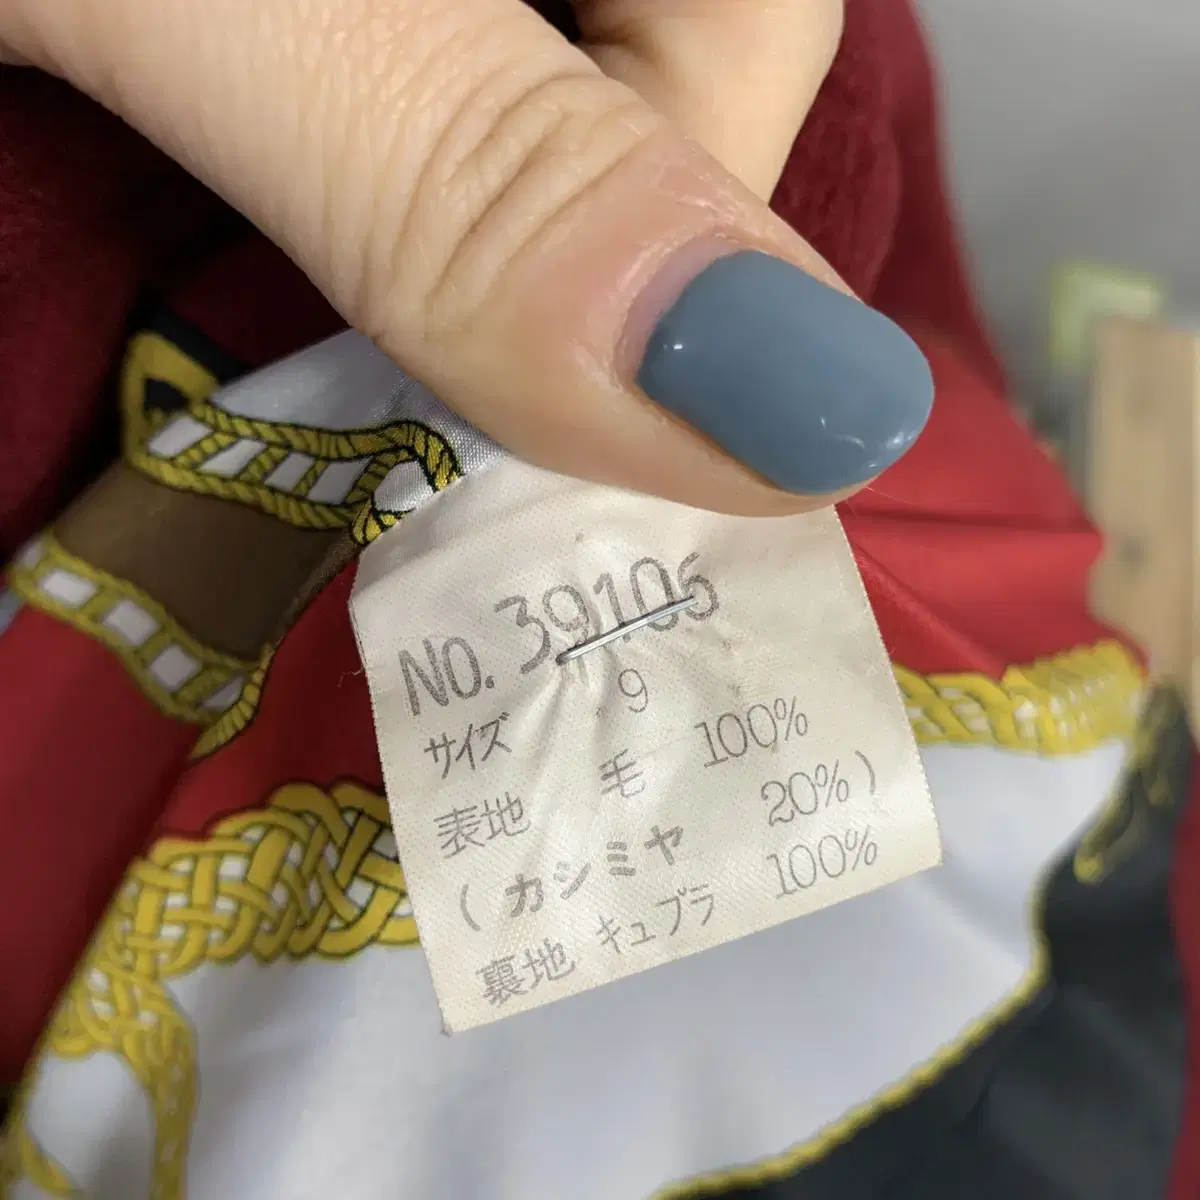 NO. 39105
サイズ 9
表地 毛 100%
(カシミヤ 20%)
裏地 キュプラ 100%